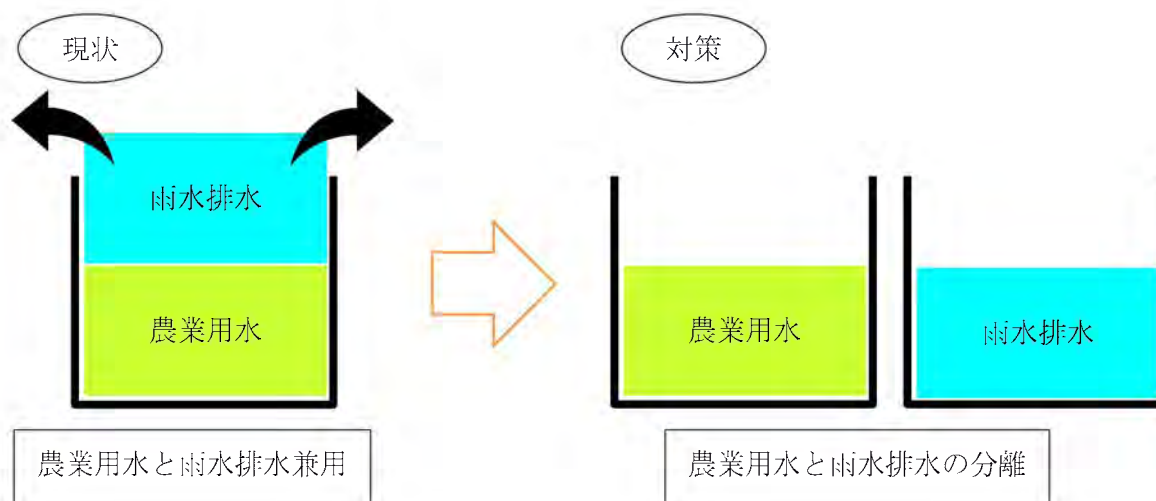 現状
雨水排水
農業用水
農業用水と雨水排水兼用
対策
農業用水
雨水排水
農業用水と雨水排水の分離